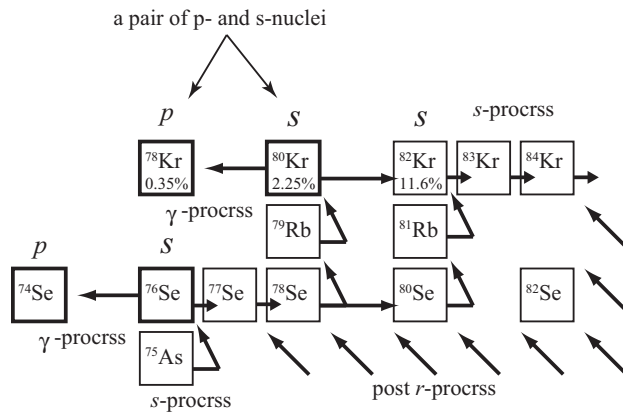 a pair of p- and s-nuclei
p s s s-procrss
⁷⁸Kr ⁸⁰Kr ⁸²Kr ⁸³Kr ⁸⁴Kr
0.35% 2.25% 11.6%
γ-procrss
⁷⁹Rb ⁸¹Rb
p s
⁷⁴Se ⁷⁶Se ⁷⁷Se ⁷⁸Se ⁸⁰Se ⁸²Se
γ-procrss
⁷⁵As
s-procrss post r-procrss